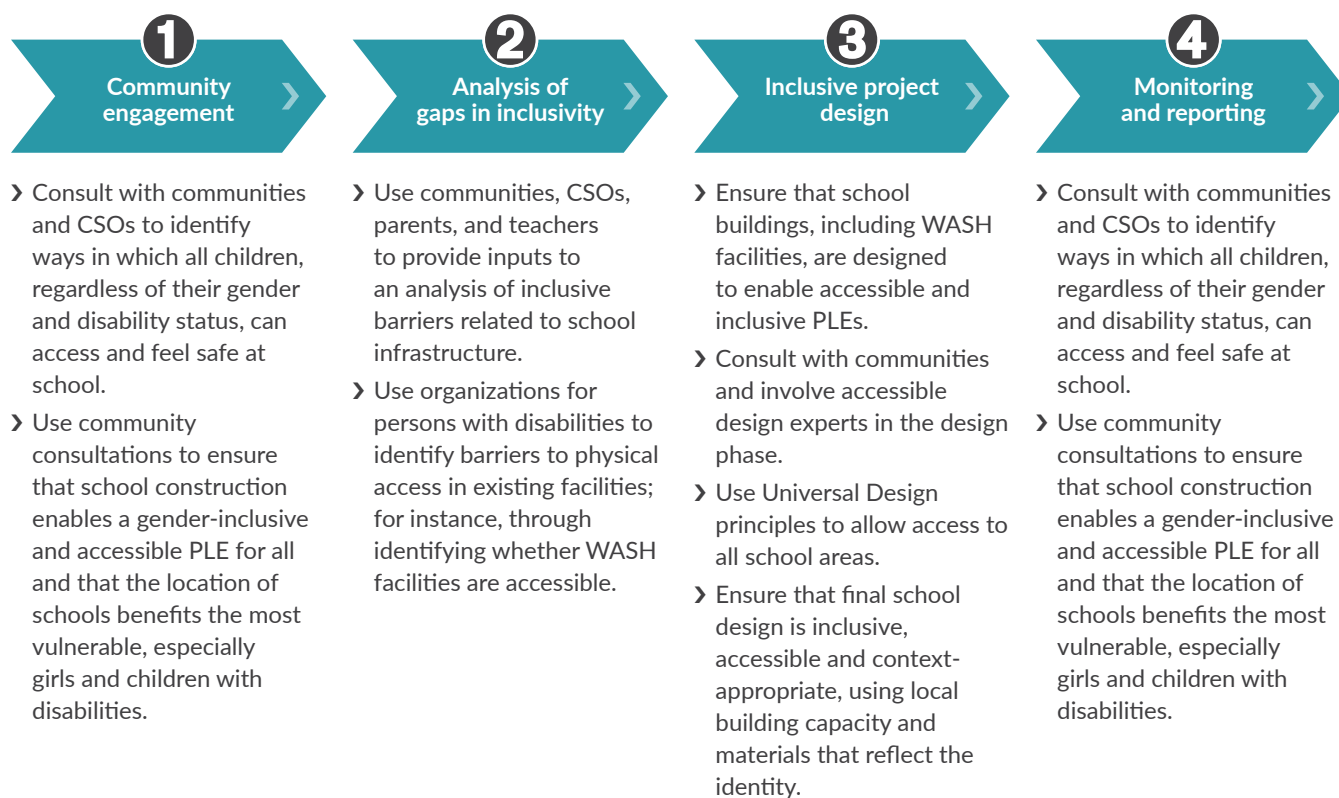 1
Community
engagement
❯ Consult with communities
and CSOs to identify
ways in which all children,
regardless of their gender
and disability status, can
access and feel safe at
school.
❯ Use community
consultations to ensure
that school construction
enables a gender-inclusive
and accessible PLE for all
and that the location of
schools benefits the most
vulnerable, especially
girls and children with
disabilities.
2
Analysis of
gaps in inclusivity
❯ Use communities, CSOs,
parents, and teachers
to provide inputs to
an analysis of inclusive
barriers related to school
infrastructure.
❯ Use organizations for
persons with disabilities to
identify barriers to physical
access in existing facilities;
for instance, through
identifying whether WASH
facilities are accessible.
3
Inclusive project
design
❯ Ensure that school
buildings, including WASH
facilities, are designed
to enable accessible and
inclusive PLEs.
❯ Consult with communities
and involve accessible
design experts in the design
phase.
❯ Use Universal Design
principles to allow access to
all school areas.
❯ Ensure that final school
design is inclusive,
accessible and context-
appropriate, using local
building capacity and
materials that reflect the
identity.
4
Monitoring
and reporting
❯ Consult with communities
and CSOs to identify
ways in which all children,
regardless of their gender
and disability status, can
access and feel safe at
school.
❯ Use community
consultations to ensure
that school construction
enables a gender-inclusive
and accessible PLE for all
and that the location of
schools benefits the most
vulnerable, especially
girls and children with
disabilities.